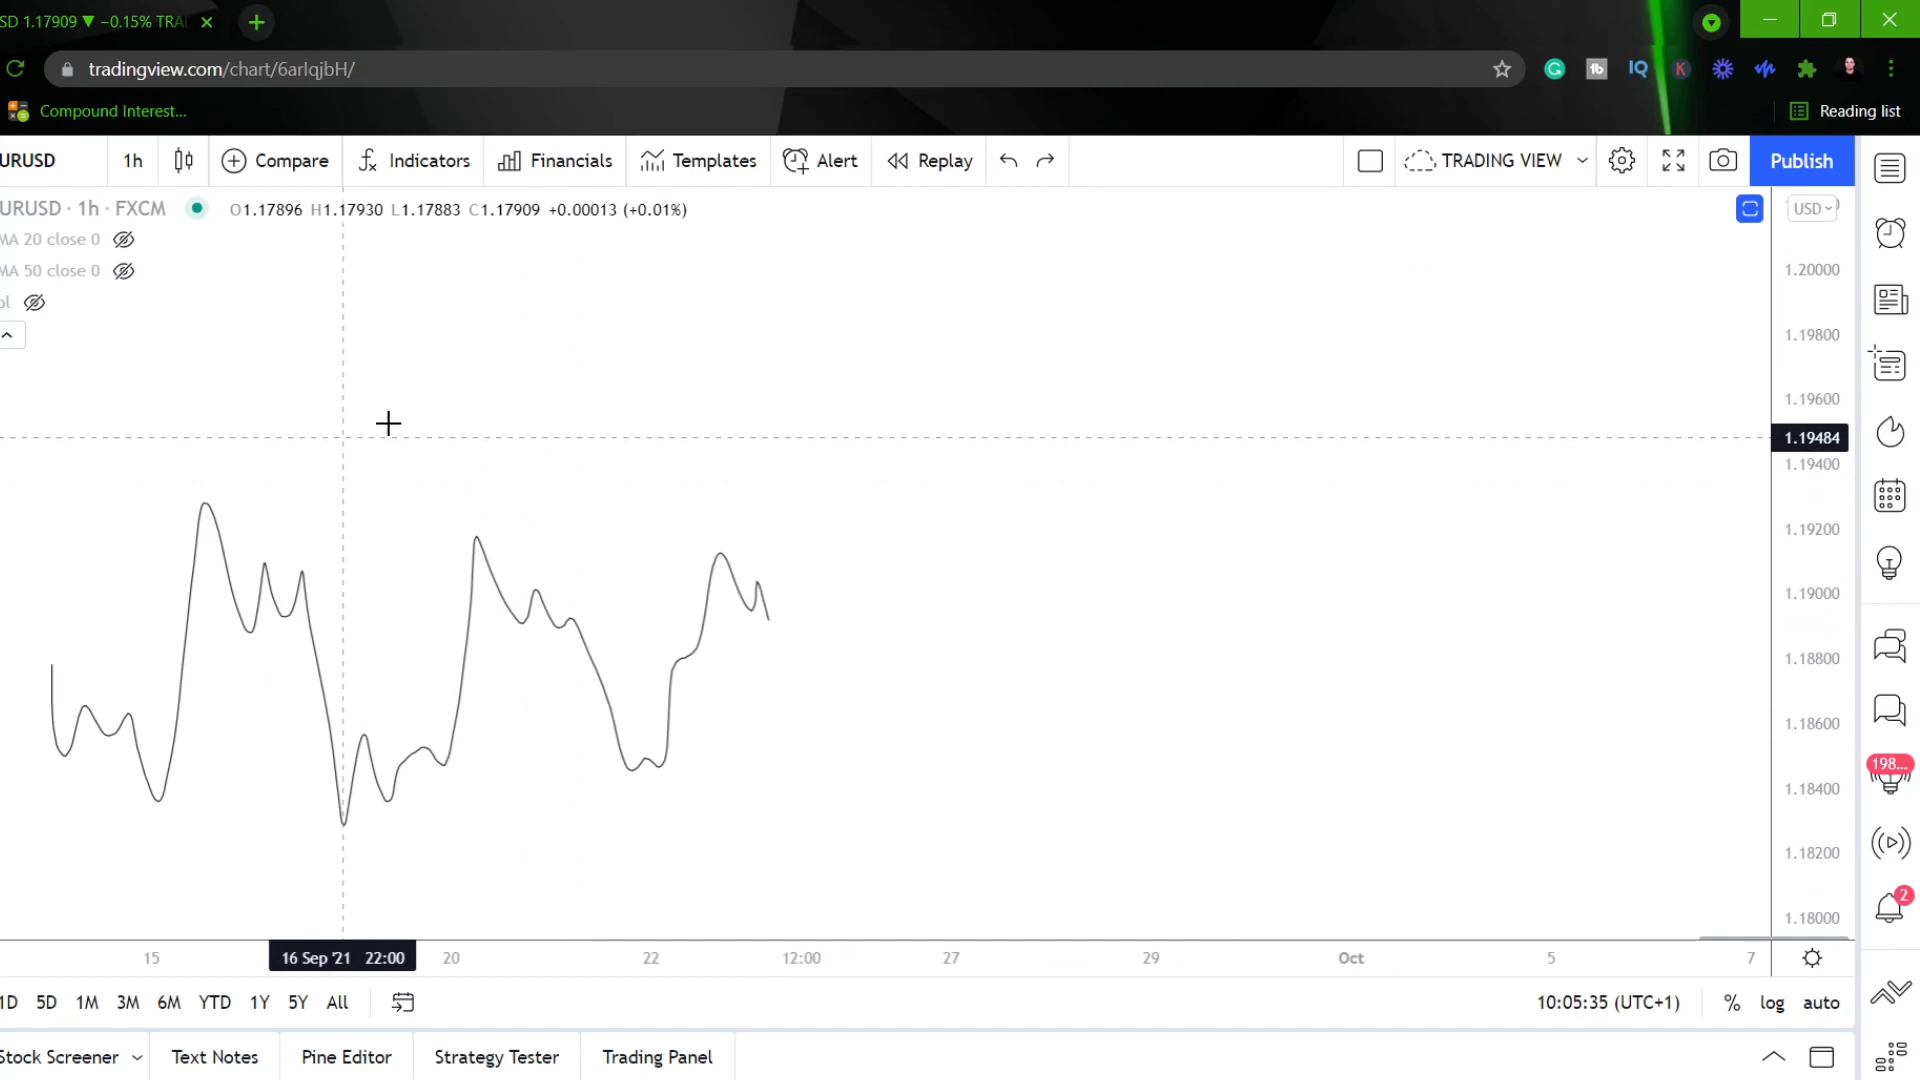 SD 1.17909 ▼ −0.15% TRA
tradingview.com/chart/6arIqjbH/
IQ
K
Compound Interest...
Reading list
URUSD
1h
Compare
Indicators
Financials
Templates
Alert
Replay
TRADING VIEW
Publish
URUSD · 1h · FXCM
O1.17896 H1.17930 L1.17883 C1.17909 +0.00013 (+0.01%)
USD
MA 20 close 0
MA 50 close 0
ol
1.20000
1.19800
1.19600
1.19484
1.19400
1.19200
1.19000
1.18800
1.18600
1.18400
1.18200
1.18000
198...
2
15
16 Sep '21 22:00
20
22
12:00
27
29
Oct
5
7
1D 5D 1M 3M 6M YTD 1Y 5Y All
10:05:35 (UTC+1)
% log auto
Stock Screener
Text Notes
Pine Editor
Strategy Tester
Trading Panel